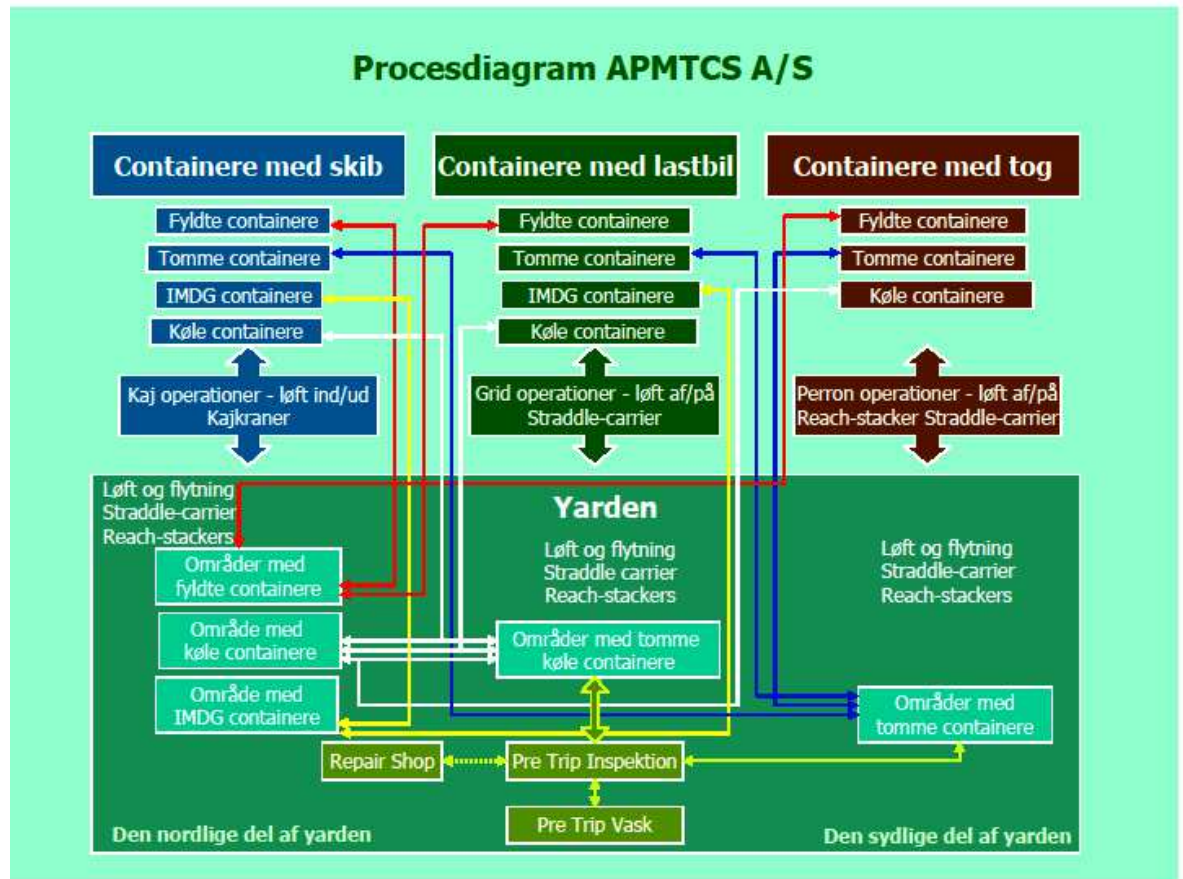 Procesdiagram APMTCS A/S
Containere med skib
Containere med lastbil
Containere med tog
Fyldte containere
Fyldte containere
Fyldte containere
Tomme containere
Tomme containere
Tomme containere
IMDG containere
IMDG containere
Køle containere
Køle containere
Køle containere
Kaj operationer - løft ind/ud
Kajkraner
Grid operationer - løft af/på
Straddle-carrier
Perron operationer - løft af/på
Reach-stacker Straddle-carrier
Løft og flytning
Straddle-carrier
Reach-stackers
Yarden
Løft og flytning
Straddle carrier
Reach-stackers
Løft og flytning
Straddle-carrier
Reach-stackers
Områder med
fyldte containere
Område med
køle containere
Områder med tomme
køle containere
Område med
IMDG containere
Områder med
tomme containere
Repair Shop
Pre Trip Inspektion
Pre Trip Vask
Den nordlige del af yarden
Den sydlige del af yarden